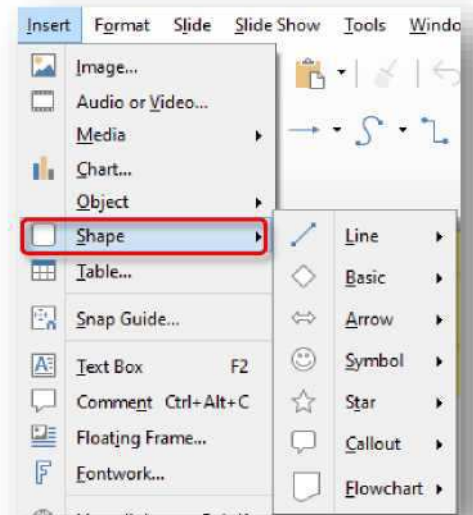 Insert Format Slide Slide Show Tools
Image...
Audio or Video...
Media
Chart...
Object
Shape
Table...
Snap Guide...
Text Box F2
Comment Ctrl+Alt+C
Floating Frame...
Fontwork...
Line
Basic
Arrow
Symbol
Star
Callout
Flowchart